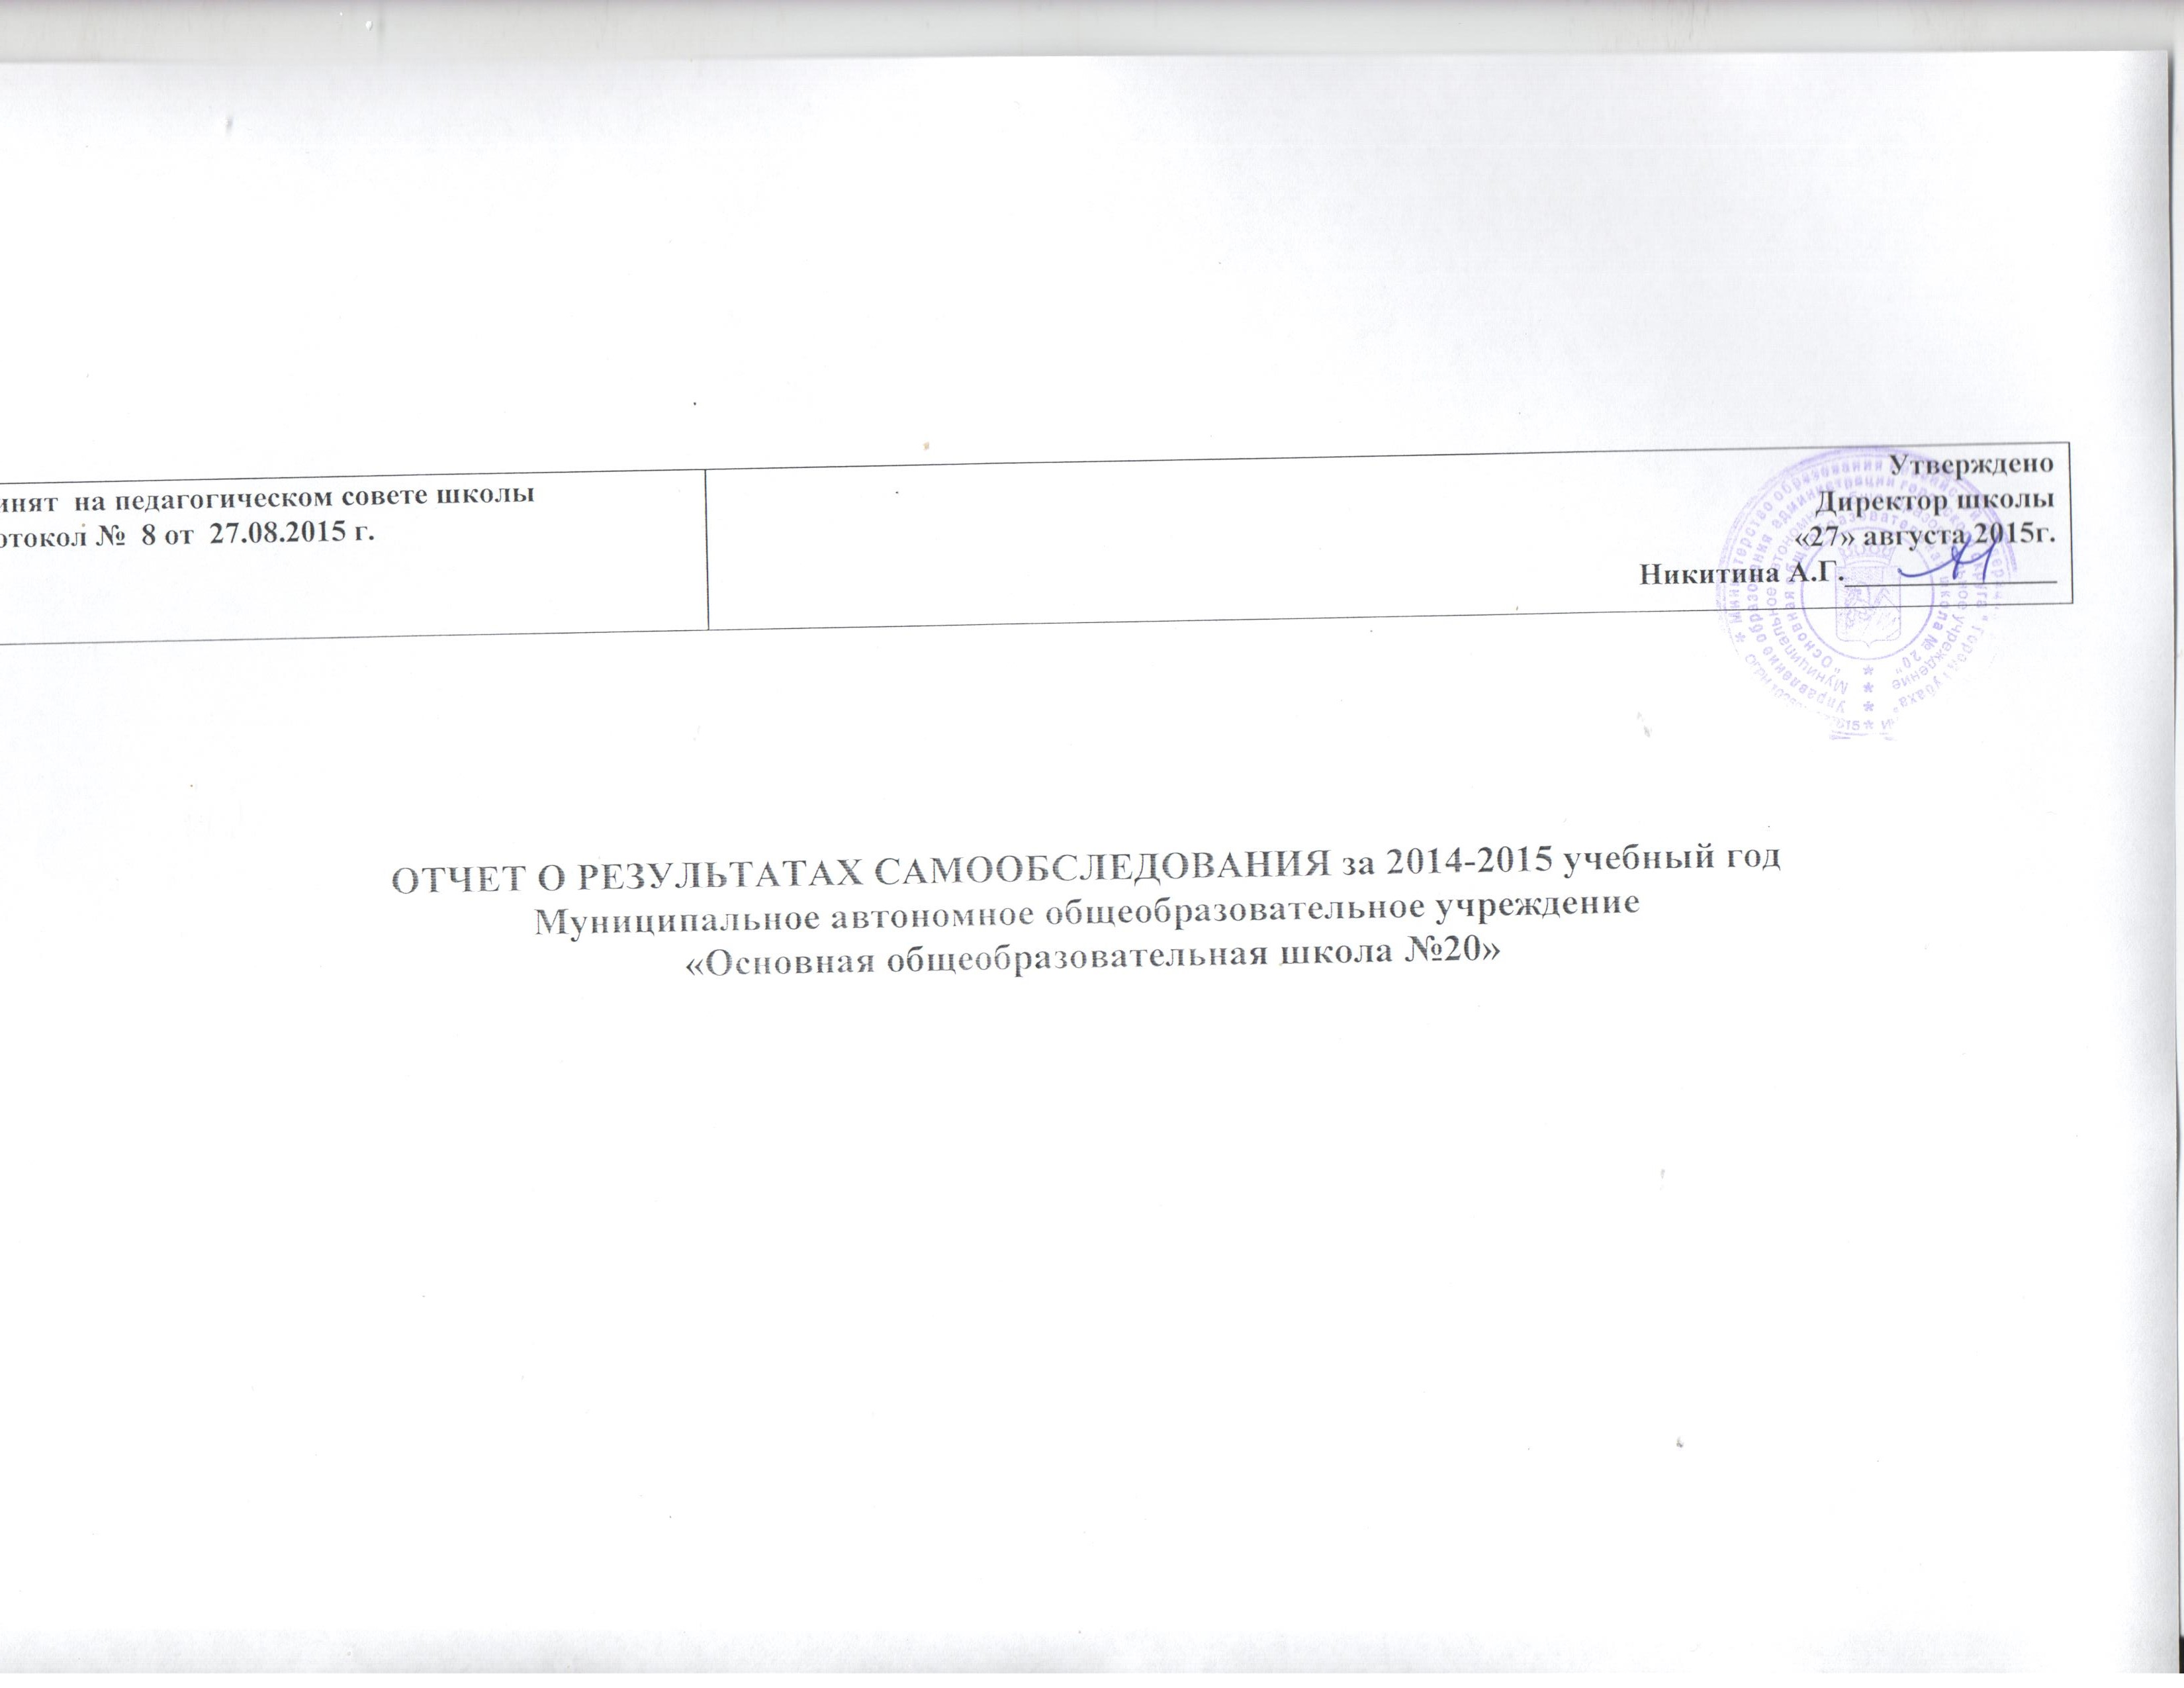 инят на педагогическом совете школы
отокол № 8 от 27.08.2015 г.
Утверждено
Директор школы
«27» августа 2015г.
Никитина А.Г.
ОТЧЕТ О РЕЗУЛЬТАТАХ САМООБСЛЕДОВАНИЯ за 2014-2015 учебный год
Муниципальное автономное общеобразовательное учреждение
«Основная общеобразовательная школа №20»